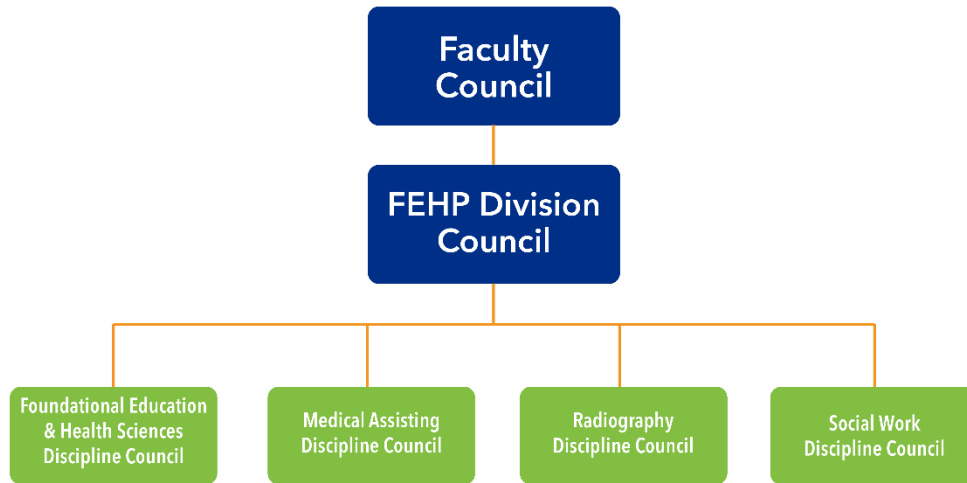 Faculty
Council
FEHP Division
Council
Foundational Education
& Health Sciences
Discipline Council
Medical Assisting
Discipline Council
Radiography
Discipline Council
Social Work
Discipline Council